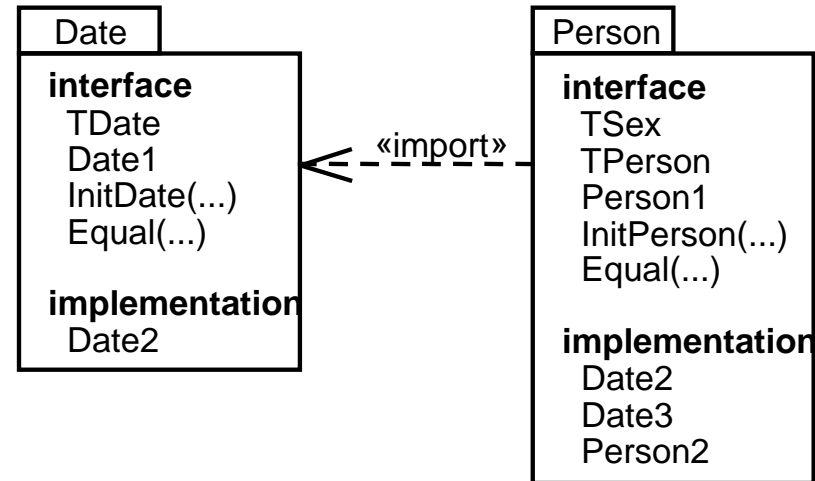 Date
interface
TDate
Date1
InitDate(...)
Equal(...)
implementation
Date2
«import»
Person
interface
TSex
TPerson
Person1
InitPerson(...)
Equal(...)
implementation
Date2
Date3
Person2